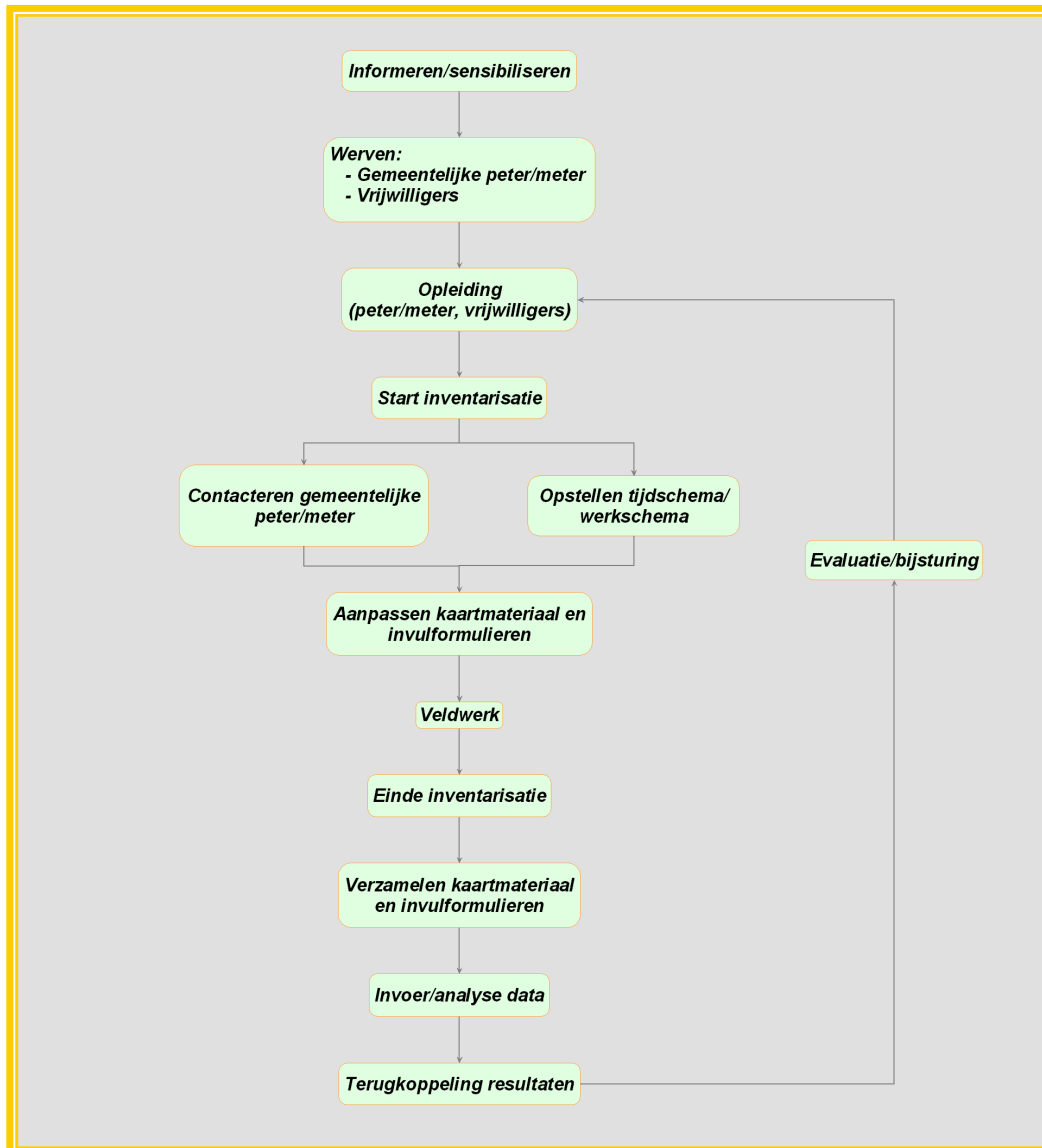 Informeren/sensibiliseren
Werven:
- Gemeentelijke peter/meter
- Vrijwilligers
Opleiding
(peter/meter, vrijwilligers)
Start inventarisatie
Contacteren gemeentelijke
peter/meter
Opstellen tijdschema/
werkschema
Evaluatie/bijsturing
Aanpassen kaartmateriaal en
invulformulieren
Veldwerk
Einde inventarisatie
Verzamelen kaartmateriaal
en invulformulieren
Invoer/analyse data
Terugkoppeling resultaten